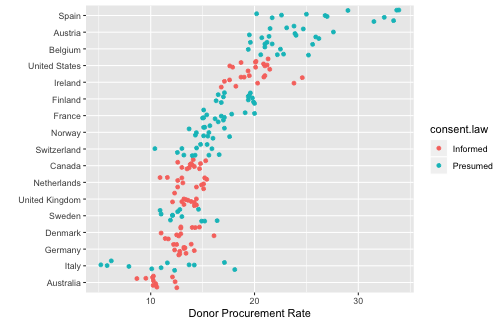 Spain
Austria
Belgium
United States
Ireland
Finland
France
Norway
Switzerland
Canada
Netherlands
United Kingdom
Sweden
Denmark
Germany
Italy
Australia
10
20
30
Donor Procurement Rate
consent.law
Informed
Presumed